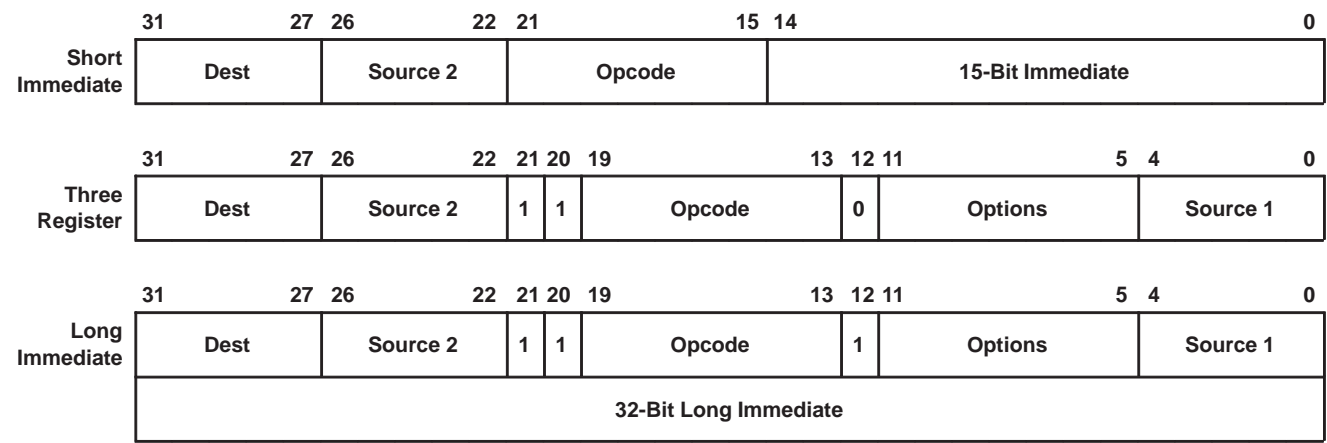 31 27 26 22 21 15 14 0
Short Immediate Dest Source 2 Opcode 15-Bit Immediate
31 27 26 22 21 20 19 13 12 11 5 4 0
Three Register Dest Source 2 1 1 Opcode 0 Options Source 1
31 27 26 22 21 20 19 13 12 11 5 4 0
Long Immediate Dest Source 2 1 1 Opcode 1 Options Source 1
32-Bit Long Immediate